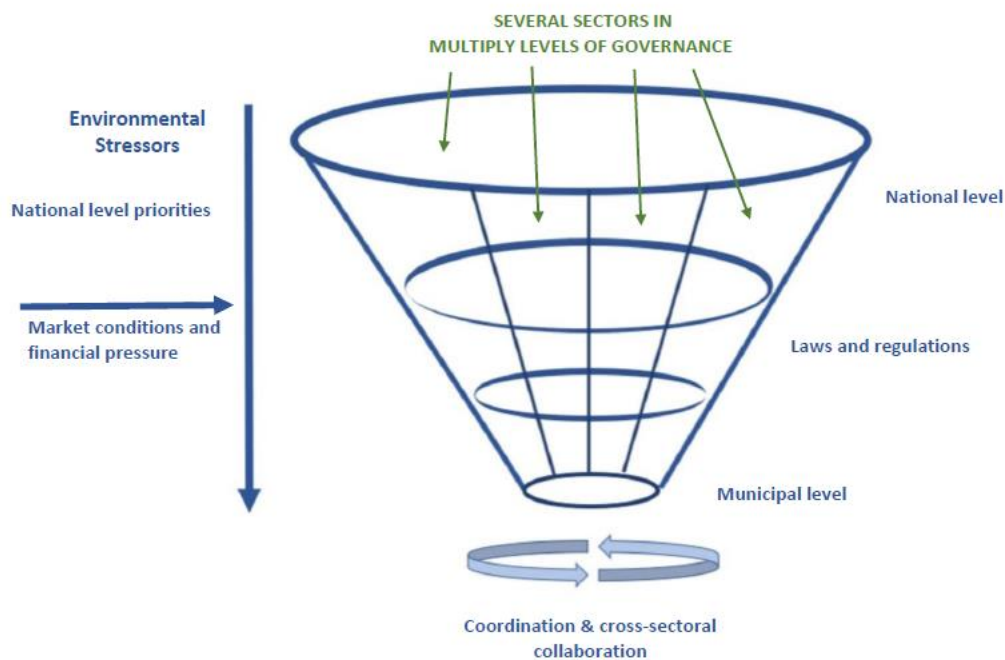 SEVERAL SECTORS IN
MULTIPLY LEVELS OF GOVERNANCE
Environmental
Stressors
National level priorities
National level
Market conditions and
financial pressure
Laws and regulations
Municipal level
Coordination & cross-sectoral
collaboration